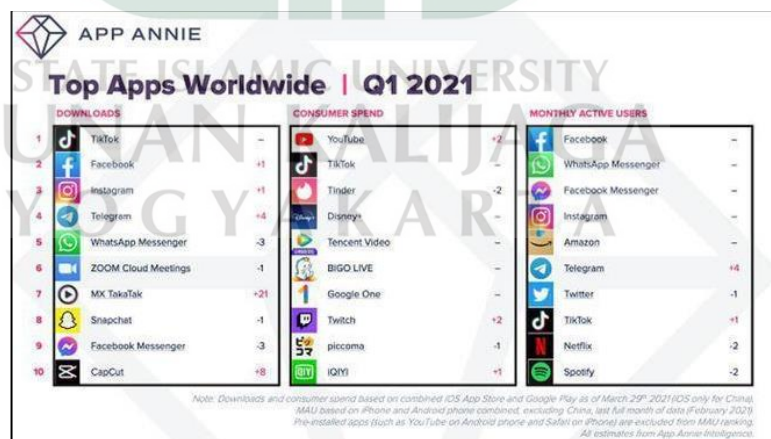 APP ANNIE
STATE ISLAMIC UNIVERSITY
SUNAN KALIJAGA
YOGYAKARTA
Top Apps Worldwide | Q1 2021
DOWNLOADS
1 TikTok –
2 Facebook +1
3 Instagram +1
4 Telegram +4
5 WhatsApp Messenger -3
6 ZOOM Cloud Meetings -1
7 MX TakaTak +21
8 Snapchat -1
9 Facebook Messenger -3
10 CapCut +8
CONSUMER SPEND
YouTube +2
TikTok –
Tinder -2
Disney+ –
Tencent Video –
BIGO LIVE –
Google One –
Twitch +2
ピッコマ piccoma -1
iQIYI +1
MONTHLY ACTIVE USERS
Facebook –
WhatsApp Messenger –
Facebook Messenger –
Instagram –
Amazon –
Telegram +4
Twitter -1
TikTok +1
Netflix -2
Spotify -2
Note: Downloads and consumer spend based on combined iOS App Store and Google Play as of March 29th 2021 (iOS only for China).
MAU based on iPhone and Android phone combined, excluding China, last full month of data (February 2021).
Pre-installed apps (such as YouTube on Android phone and Safari on iPhone) are excluded from MAU ranking.
All estimates from App Annie Intelligence.